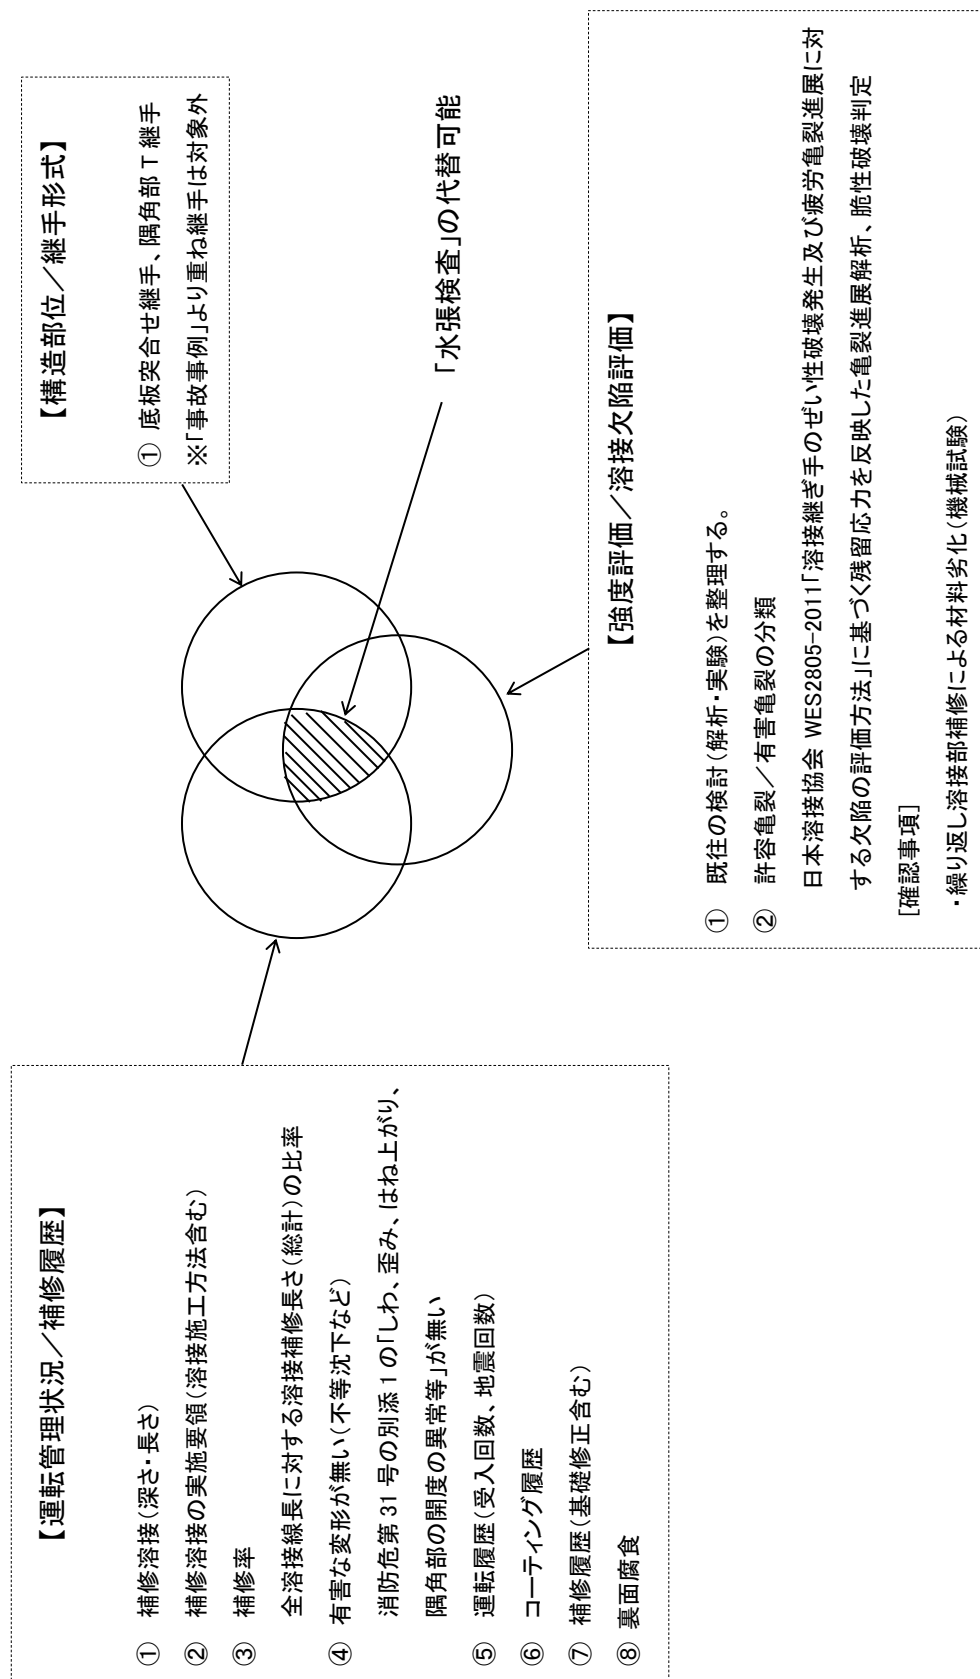 【運転管理状況／補修履歴】
① 補修溶接（深さ・長さ）
② 補修溶接の実施要領（溶接施工方法含む）
③ 補修率
全溶接線長に対する溶接補修長さ（総計）の比率
④ 有害な変形が無い（不等沈下など）
消防危第 31 号の別添 1 の「しわ、歪み、はね上がり、
隅角部の開度の異常等」が無い
⑤ 運転履歴（受入回数、地震回数）
⑥ コーティング履歴
⑦ 補修履歴（基礎修正含む）
⑧ 裏面腐食
【構造部位／継手形式】
① 底板突合せ継手、隅角部 T 継手
※「事故事例」より重ね継手は対象外
「水張検査」の代替可能
【強度評価／溶接欠陥評価】
① 既往の検討（解析・実験）を整理する。
② 許容亀裂／有害亀裂の分類
日本溶接協会 WES2805-2011「溶接継ぎ手のぜい性破壊発生及び疲労亀裂進展に対
する欠陥の評価方法」に基づく残留応力を反映した亀裂進展解析、脆性破壊判定
[確認事項]
・繰り返し溶接部補修による材料劣化（機械試験）